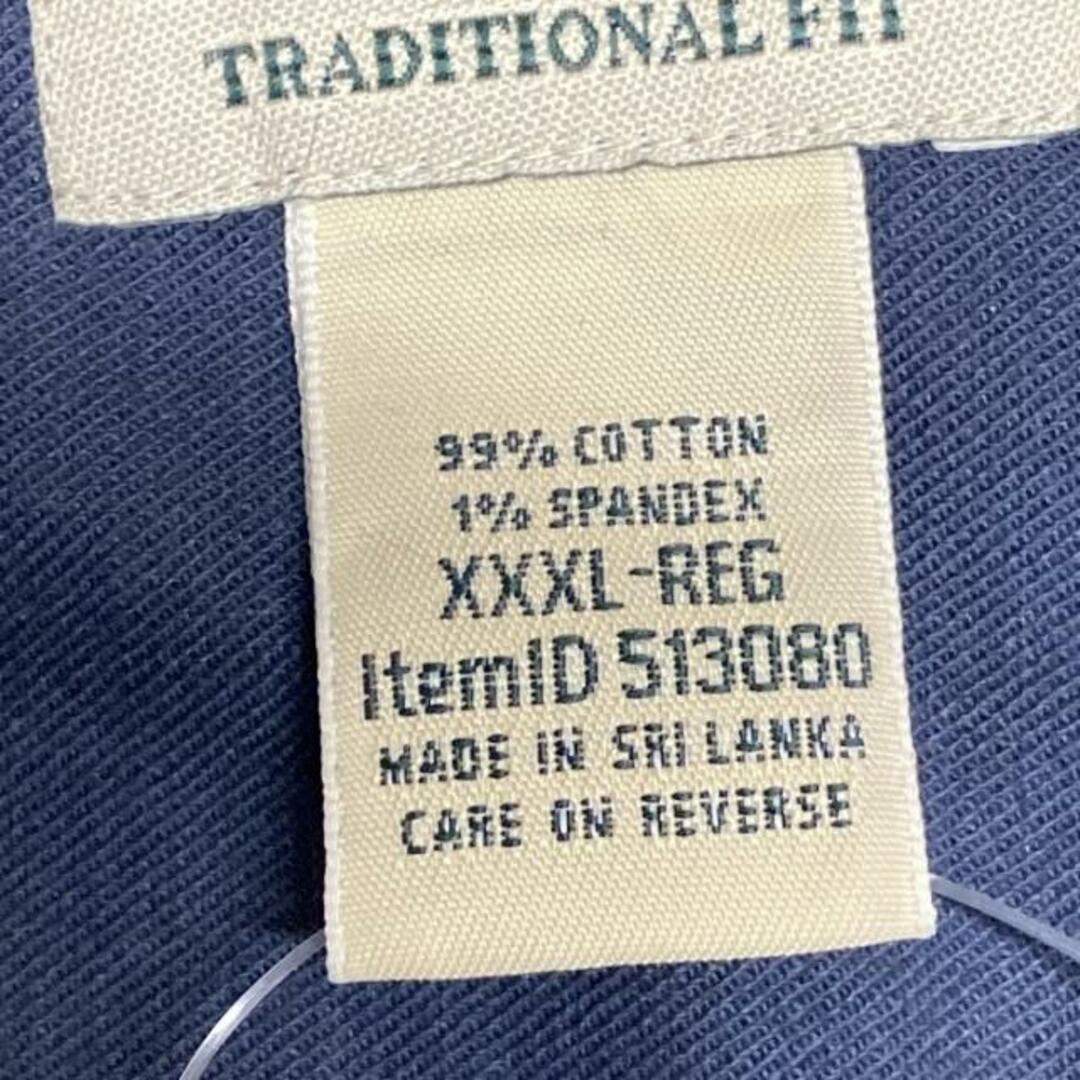 TRADITIONAL FIT
99% COTTON
1% SPANDEX
XXXL-REG
ItemID 513080
MADE IN SRI LANKA
CARE ON REVERSE